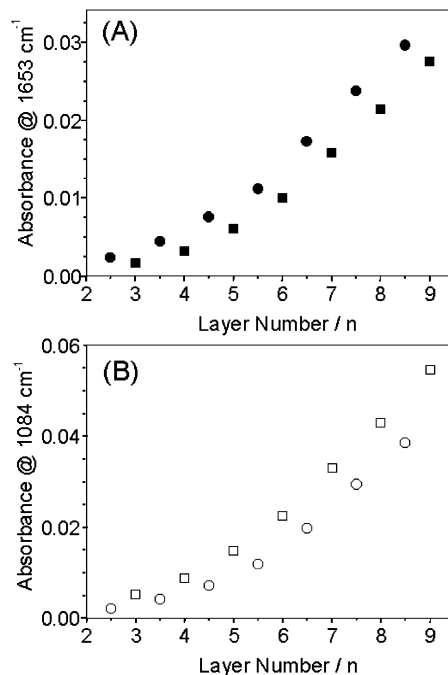 (A)
Absorbance @ 1653 cm⁻¹
0.03
0.02
0.01
0.00
2 3 4 5 6 7 8 9
Layer Number / n
(B)
Absorbance @ 1084 cm⁻¹
0.06
0.04
0.02
0.00
2 3 4 5 6 7 8 9
Layer Number / n